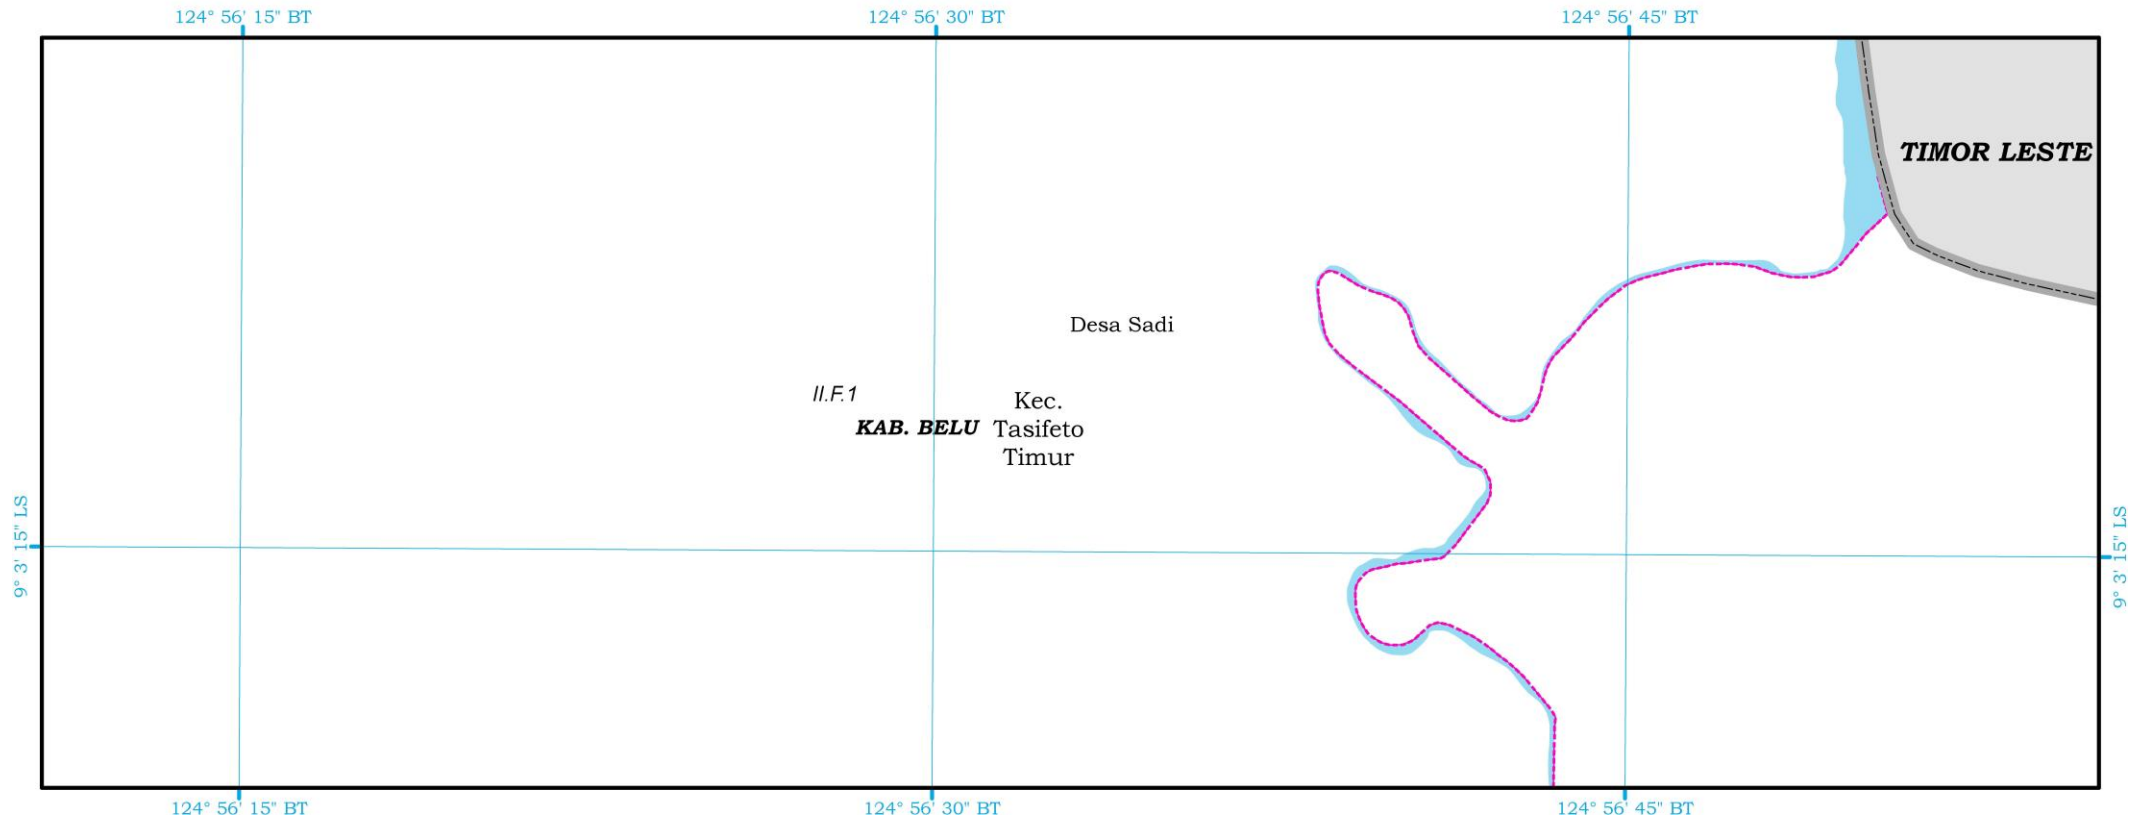 124° 56' 15" BT
124° 56' 30" BT
124° 56' 45" BT
TIMOR LESTE
Desa Sadi
II.F.1
KAB. BELU
Kec.
Tasifeto
Timur
9° 3' 15" LS
9° 3' 15" LS
124° 56' 15" BT
124° 56' 30" BT
124° 56' 45" BT